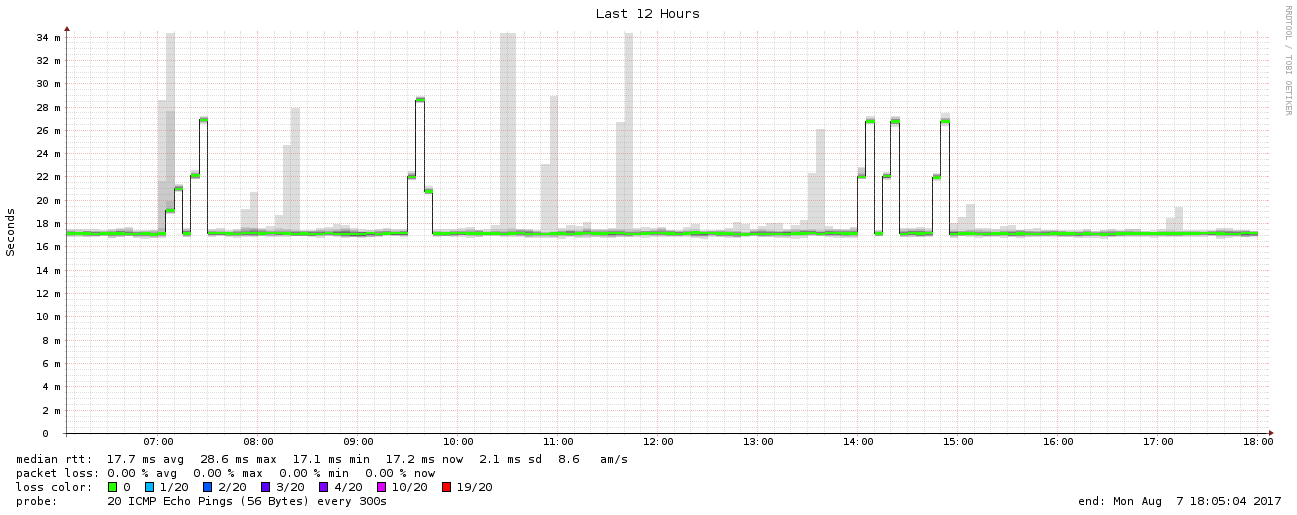 Last 12 Hours
RRDTOOL / TOBI OETIKER
Seconds
34 m
32 m
30 m
28 m
26 m
24 m
22 m
20 m
18 m
16 m
14 m
12 m
10 m
8 m
6 m
4 m
2 m
0
07:00 08:00 09:00 10:00 11:00 12:00 13:00 14:00 15:00 16:00 17:00 18:00
median rtt: 17.7 ms avg 28.6 ms max 17.1 ms min 17.2 ms now 2.1 ms sd 8.6 am/s
packet loss: 0.00 % avg 0.00 % max 0.00 % min 0.00 % now
loss color: 0 1/20 2/20 3/20 4/20 10/20 19/20
probe: 20 ICMP Echo Pings (56 Bytes) every 300s end: Mon Aug 7 18:05:04 2017